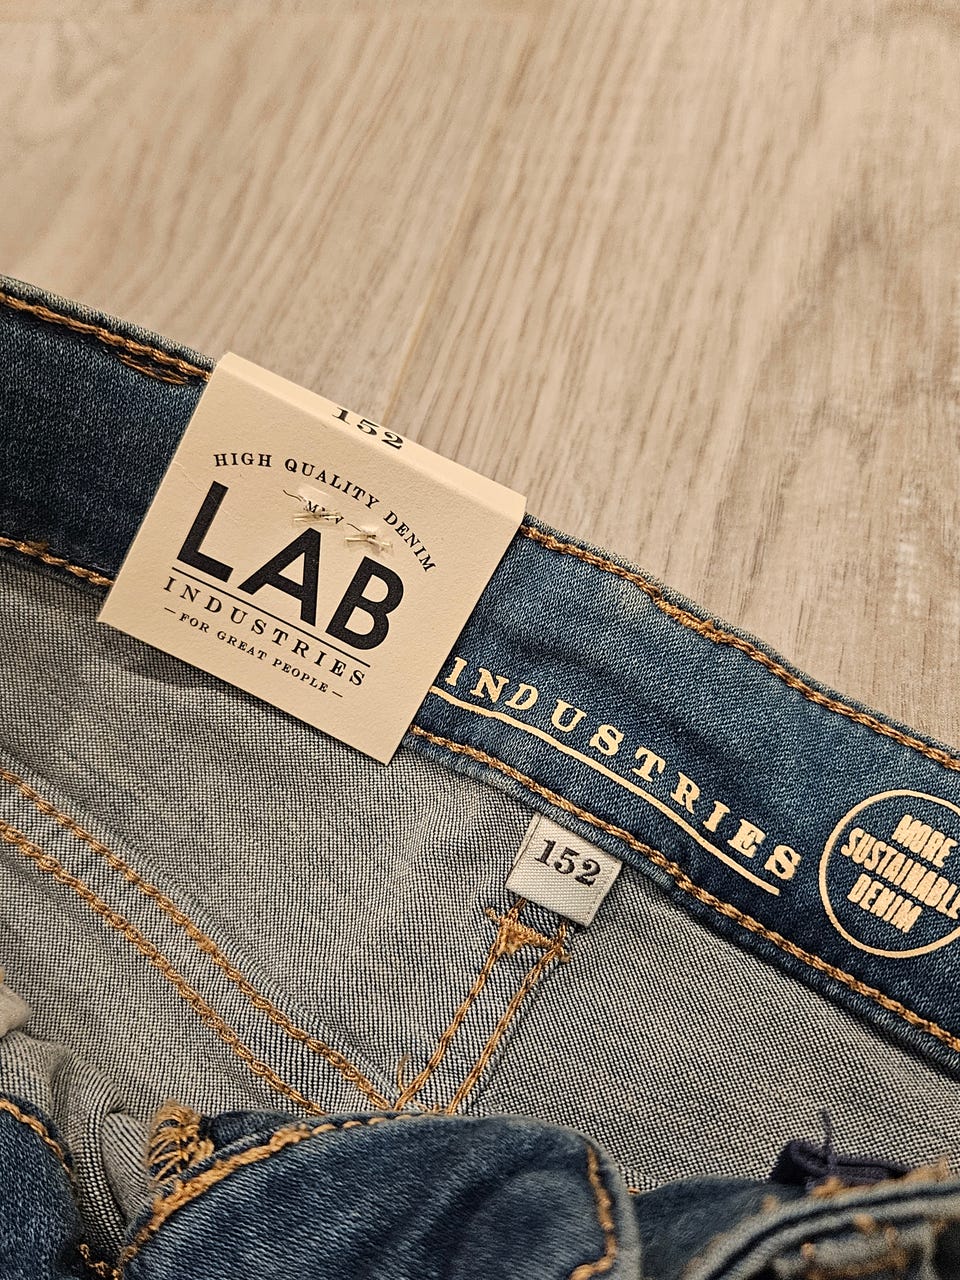 152
HIGH QUALITY DENIM
LAB
INDUSTRIES
—FOR GREAT PEOPLE—
INDUSTRIES
152
MORE
SUSTAINABLE
DENIM